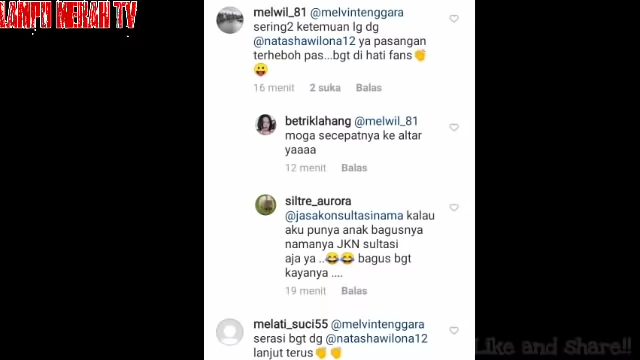 LAMPU MERAH TV
melwil_81 @melvintenggara
sering2 ketemuan lg dg
@natashawilona12 ya pasangan
terheboh pas...bgt di hati fans👏
😛
16 menit 2 suka Balas
betriklahang @melwil_81
moga secepatnya ke altar
yaaaa
12 menit Balas
siltre_aurora
@jasakonsultasinama kalau
aku punya anak bagusnya
namanya JKN sultasi
aja ya ..😂😂 bagus bgt
kayanya ....
19 menit Balas
melati_suci55 @melvintenggara
serasi bgt dg @natashawilona12
lanjut terus👏👏
Like and share!!